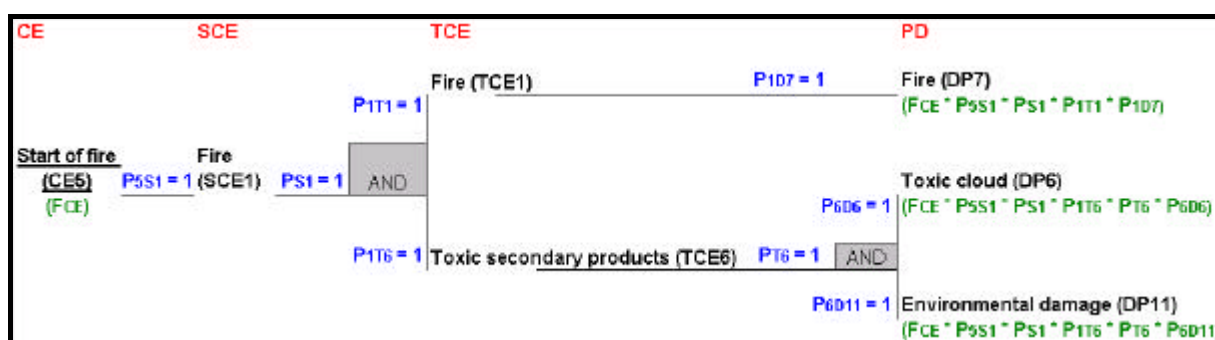 CE SCE TCE PD
Fire (TCE1) P1D7 = 1 Fire (DP7)
P1T1 = 1 (FCE * P5S1 * PS1 * P1T1 * P1D7)
Start of fire Fire
(CE5) P5S1 = 1 (SCE1) PS1 = 1 AND Toxic cloud (DP6)
(FCE) P6D6 = 1 (FCE * P5S1 * PS1 * P1T6 * PT6 * P6D6)
P1T6 = 1 Toxic secondary products (TCE6) PT6 = 1 AND
P6D11 = 1 Environmental damage (DP11)
(FCE * P5S1 * PS1 * P1T6 * PT6 * P6D11